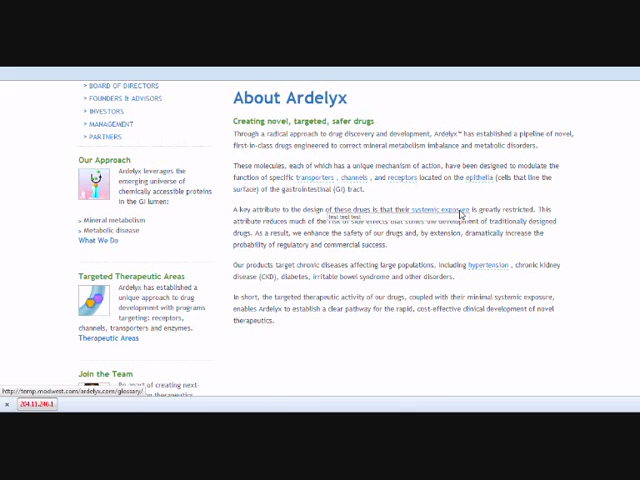 > BOARD OF DIRECTORS
> FOUNDERS & ADVISORS
> INVESTORS
> MANAGEMENT
> PARTNERS
Our Approach
Ardelyx leverages the
emerging universe of
chemically accessible proteins
in the GI lumen:
> Mineral metabolism
> Metabolic disease
What We Do
Targeted Therapeutic Areas
Ardelyx has established a
unique approach to drug
development with programs
targeting: receptors,
channels, transporters and enzymes.
Therapeutic Areas
Join the Team
Be part of creating next-
http://temp.modwest.com/ardelyx.com/glossary/
x 204.11.246.1
About Ardelyx
Creating novel, targeted, safer drugs
Through a radical approach to drug discovery and development, Ardelyx™ has established a pipeline of novel,
first-in-class drugs engineered to correct mineral metabolism imbalance and metabolic disorders.
These molecules, each of which has a unique mechanism of action, have been designed to modulate the
function of specific transporters , channels , and receptors located on the epithelia (cells that line the
surface) of the gastrointestinal (GI) tract.
A key attribute to the design of these drugs is that their systemic exposure is greatly restricted. This
test test test
attribute reduces much of the risk of side effects that stifles the development of traditionally designed
drugs. As a result, we enhance the safety of our drugs and, by extension, dramatically increase the
probability of regulatory and commercial success.
Our products target chronic diseases affecting large populations, including hypertension , chronic kidney
disease (CKD), diabetes, irritable bowel syndrome and other disorders.
In short, the targeted therapeutic activity of our drugs, coupled with their minimal systemic exposure,
enables Ardelyx to establish a clear pathway for the rapid, cost-effective clinical development of novel
therapeutics.